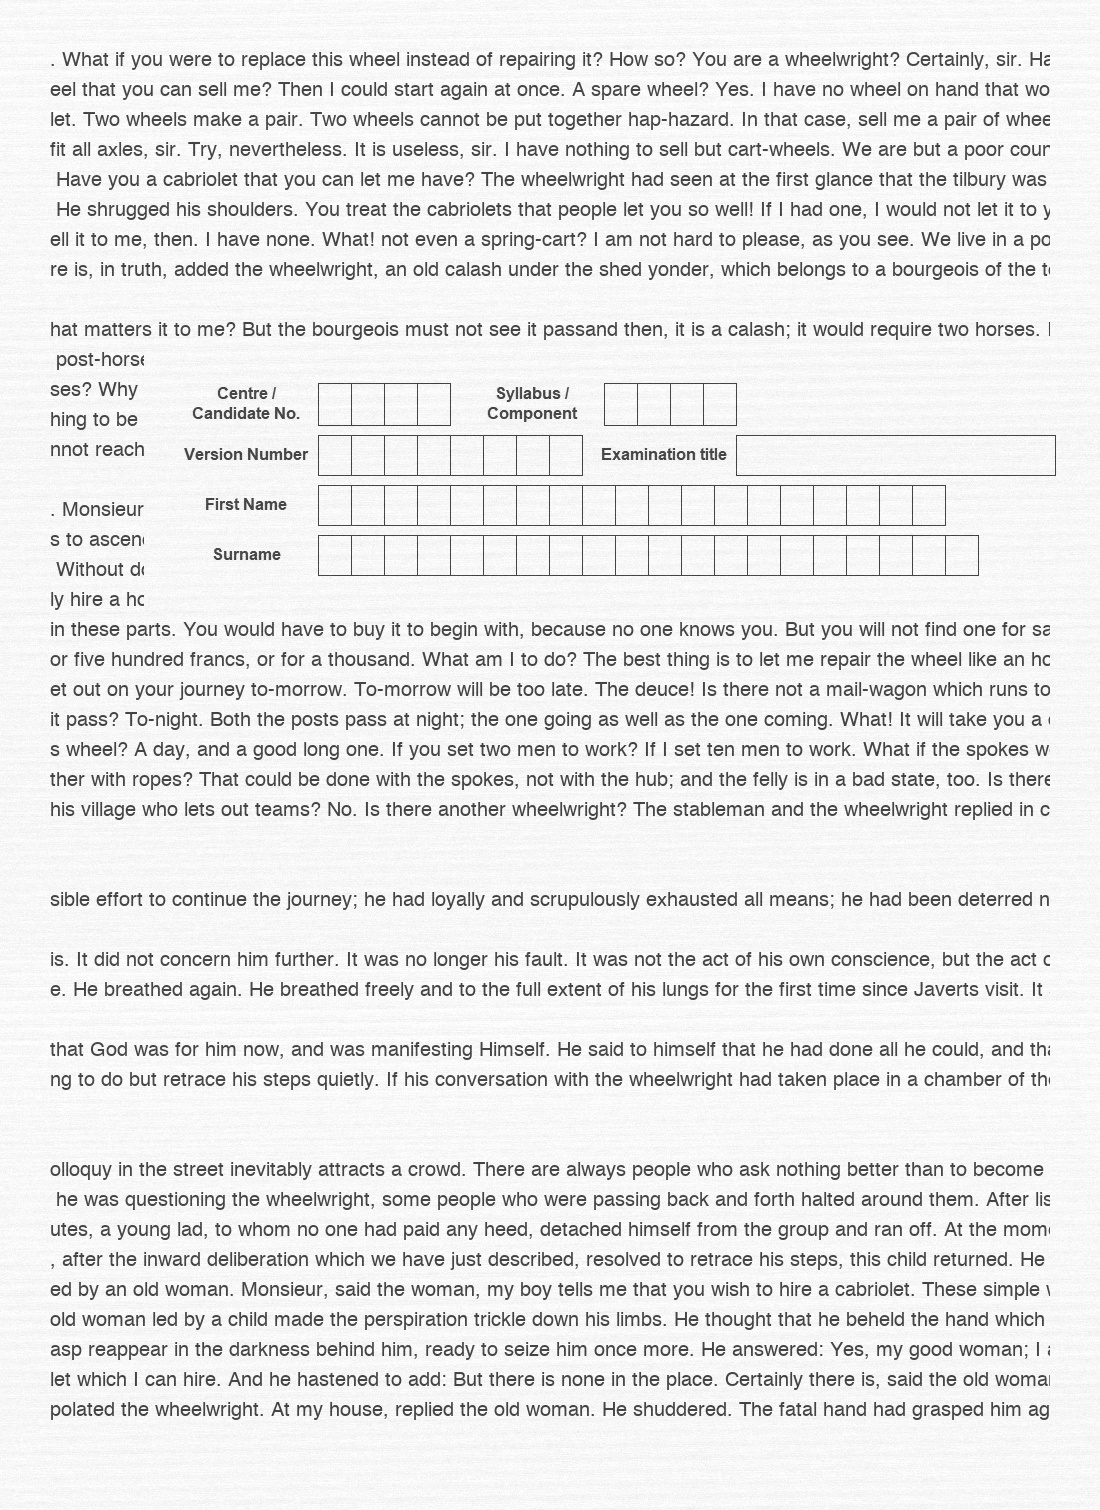 . What if you were to replace this wheel instead of repairing it? How so? You are a wheelwright? Certainly, sir.
eel that you can sell me? Then I could start again at once. A spare wheel? Yes. I have no wheel on hand that
let. Two wheels make a pair. Two wheels cannot be put together hap-hazard. In that case, sell me a pair of
fit all axles, sir. Try, nevertheless. It is useless, sir. I have nothing to sell but cart-wheels. We are but a poor
Have you a cabriolet that you can let me have? The wheelwright had seen at the first glance that the tilbury was
He shrugged his shoulders. You treat the cabriolets that people let you so well! If I had one, I would not let it to
ell it to me, then. I have none. What! not even a spring-cart? I am not hard to please, as you see. We live in a
re is, in truth, added the wheelwright, an old calash under the shed yonder, which belongs to a bourgeois of the
hat matters it to me? But the bourgeois must not see it passand then, it is a calash; it would require two horses.
ses? Why
hing to be
nnot reach
. Monsieur
s to
Without
ly hire a
Centre / Candidate No.
Syllabus / Component
Version Number
Examination title
First Name
Surname
in these parts. You would have to buy it to begin with, because no one knows you. But you will not find one for
or five hundred francs, or for a thousand. What am I to do? The best thing is to let me repair the wheel like an
et out on your journey to-morrow. To-morrow will be too late. The deuce! Is there not a mail-wagon which runs to
it pass? To-night. Both the posts pass at night; the one going as well as the one coming. What! It will take you a
s wheel? A day, and a good long one. If you set two men to work? If I set ten men to work. What if the spokes
ther with ropes? That could be done with the spokes, not with the hub; and the felly is in a bad state, too. Is there
his village who lets out teams? No. Is there another wheelwright? The stableman and the wheelwright replied in
sible effort to continue the journey; he had loyally and scrupulously exhausted all means; he had been deterred
is. It did not concern him further. It was no longer his fault. It was not the act of his own conscience, but the act
e. He breathed again. He breathed freely and to the full extent of his lungs for the first time since Javerts visit. It
that God was for him now, and was manifesting Himself. He said to himself that he had done all he could, and
ng to do but retrace his steps quietly. If his conversation with the wheelwright had taken place in a chamber of
olloquy in the street inevitably attracts a crowd. There are always people who ask nothing better than to become
he was questioning the wheelwright, some people who were passing back and forth halted around them. After
utes, a young lad, to whom no one had paid any heed, detached himself from the group and ran off. At the
, after the inward deliberation which we have just described, resolved to retrace his steps, this child returned. He
ed by an old woman. Monsieur, said the woman, my boy tells me that you wish to hire a cabriolet. These simple
old woman led by a child made the perspiration trickle down his limbs. He thought that he beheld the hand which
asp reappear in the darkness behind him, ready to seize him once more. He answered: Yes, my good woman; I
let which I can hire. And he hastened to add: But there is none in the place. Certainly there is, said the old
polated the wheelwright. At my house, replied the old woman. He shuddered. The fatal hand had grasped him